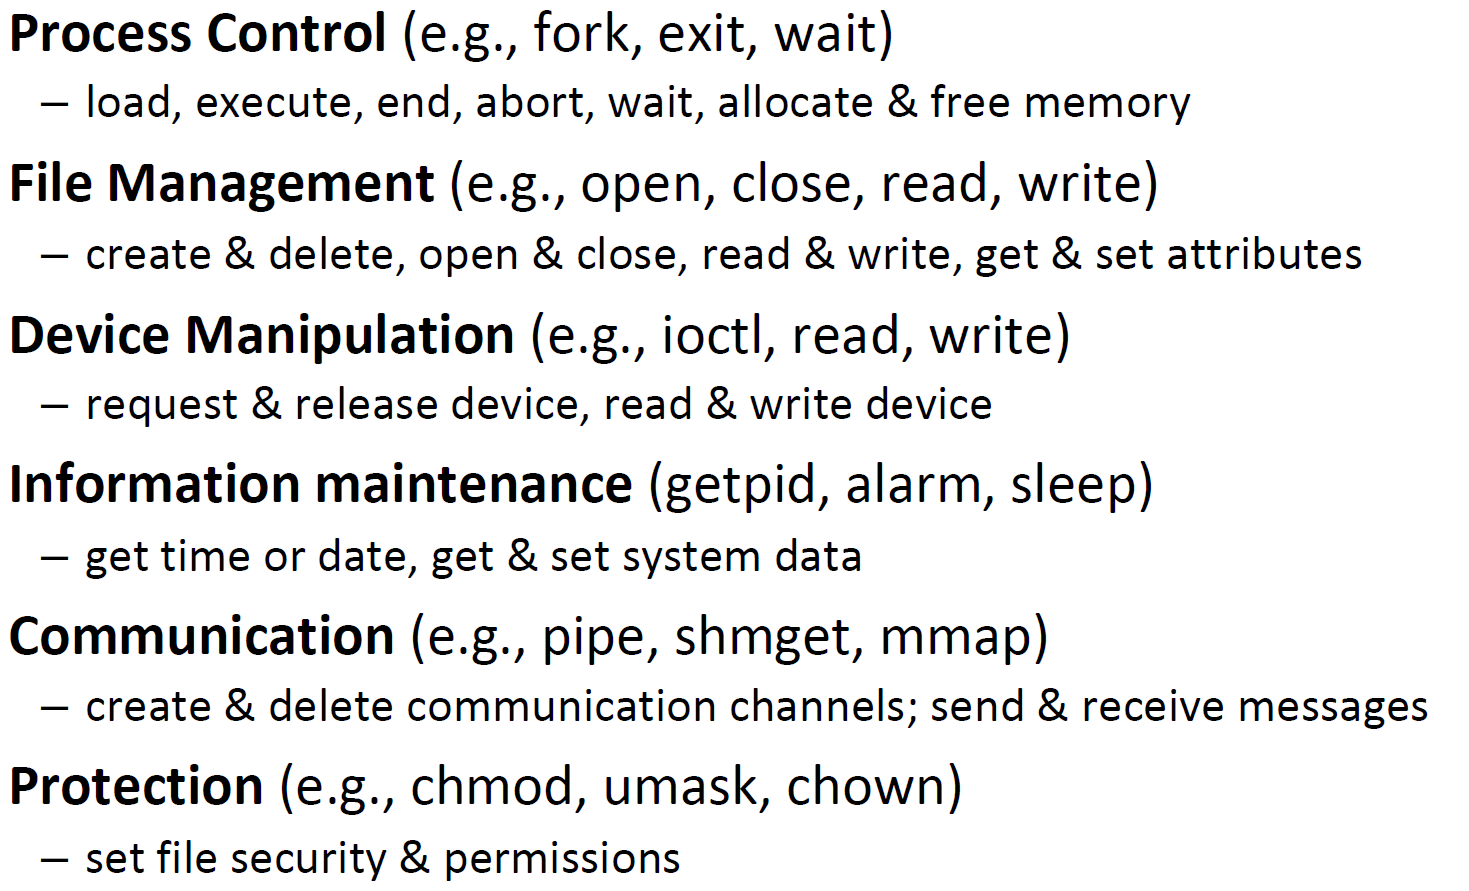 Process Control (e.g., fork, exit, wait)
– load, execute, end, abort, wait, allocate & free memory
File Management (e.g., open, close, read, write)
– create & delete, open & close, read & write, get & set attributes
Device Manipulation (e.g., ioctl, read, write)
– request & release device, read & write device
Information maintenance (getpid, alarm, sleep)
– get time or date, get & set system data
Communication (e.g., pipe, shmget, mmap)
– create & delete communication channels; send & receive messages
Protection (e.g., chmod, umask, chown)
– set file security & permissions